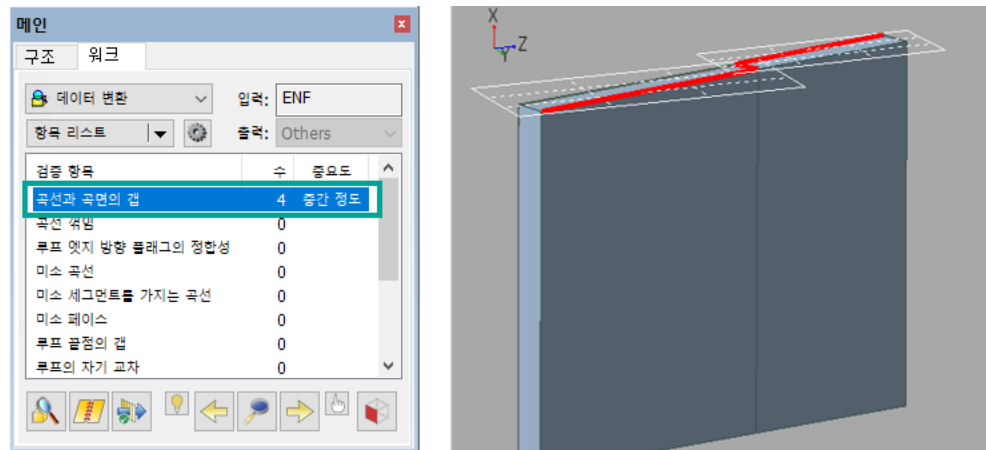 메인
구조 워크
데이터 변환 입력: ENF
항목 리스트 출력: Others
검증 항목 수 중요도
곡선과 곡면의 갭 4 중간 정도
곡선 꺾임 0
루프 엣지 방향 플래그의 정합성 0
미소 곡선 0
미소 세그먼트를 가지는 곡선 0
미소 페이스 0
루프 끝점의 갭 0
루프의 자기 교차 0
X
Z
Y